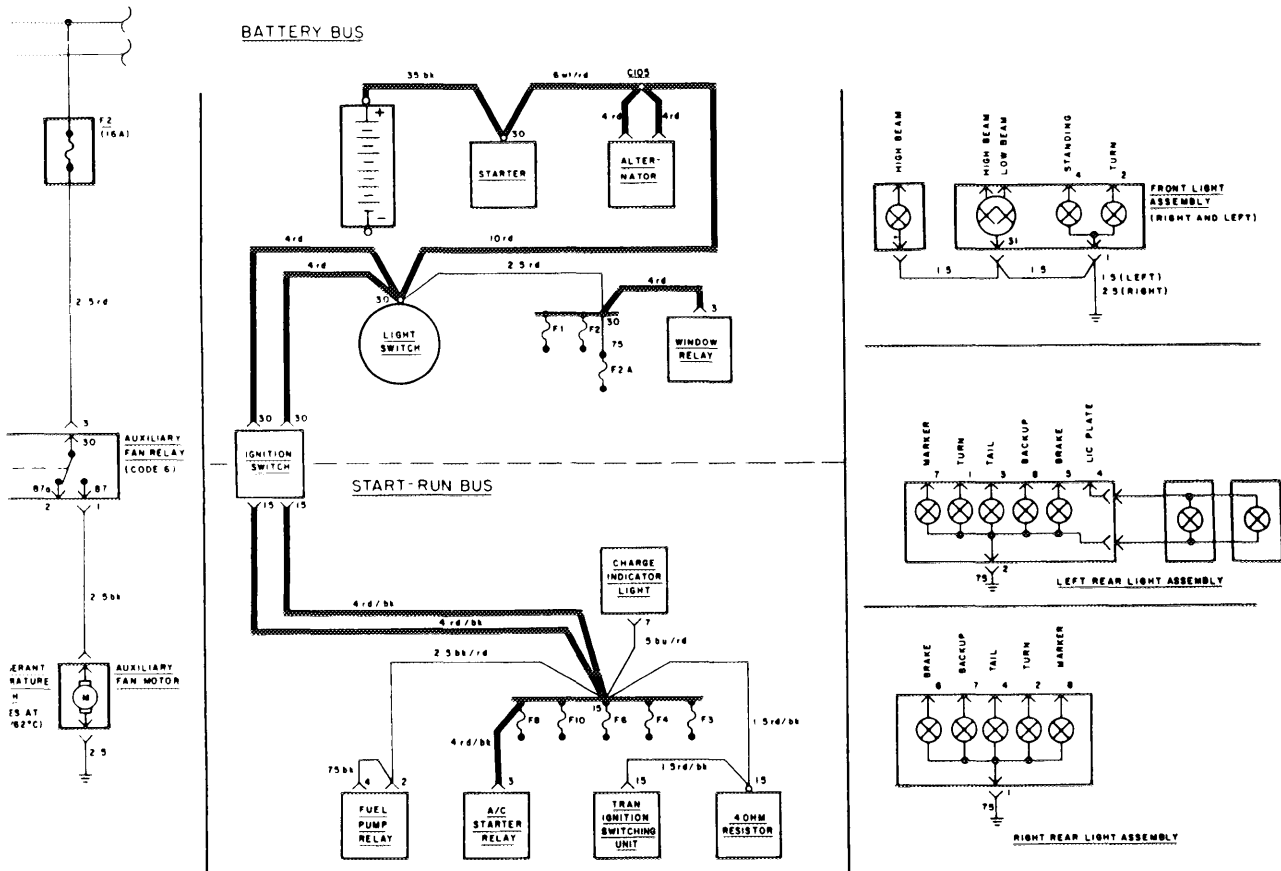 F2
(16A)
2 5 rd
3
30
AUXILIARY
FAN RELAY
(CODE 6)
87a
87
2
1
2 5bk
ERANT
RATURE
H
ES AT
62°C)
M
AUXILIARY
FAN MOTOR
2 5
BATTERY BUS
35 bk
6 wt/rd
C105
+
-
30
STARTER
4 rd
4rd
ALTER-
NATOR
4 rd
10 rd
4 rd
2 5 rd
4 rd
30
LIGHT
SWITCH
F1
F2
30
75
F2A
3
WINDOW
RELAY
30
30
IGNITION
SWITCH
15
15
START-RUN BUS
CHARGE
INDICATOR
LIGHT
7
4 rd/bk
4 rd/bk
5 bu/rd
2 5 bk/rd
15
F8
F10
F6
F4
F3
4 rd/bk
1 5 rd/bk
75 bk
4
2
3
15
1 5 rd/bk
15
FUEL
PUMP
RELAY
A/C
STARTER
RELAY
TRAN
IGNITION
SWITCHING
UNIT
4 OHM
RESISTOR
HIGH BEAM
HIGH BEAM
LOW BEAM
STANDING
TURN
4
2
FRONT LIGHT
ASSEMBLY
(RIGHT AND LEFT)
31
1
1 5
1 5
1 5 (LEFT)
2 5 (RIGHT)
MARKER
TURN
TAIL
BACKUP
BRAKE
LIC PLATE
7
1
3
8
5
4
2
75
LEFT REAR LIGHT ASSEMBLY
BRAKE
BACKUP
TAIL
TURN
MARKER
6
7
4
2
8
1
75
RIGHT REAR LIGHT ASSEMBLY